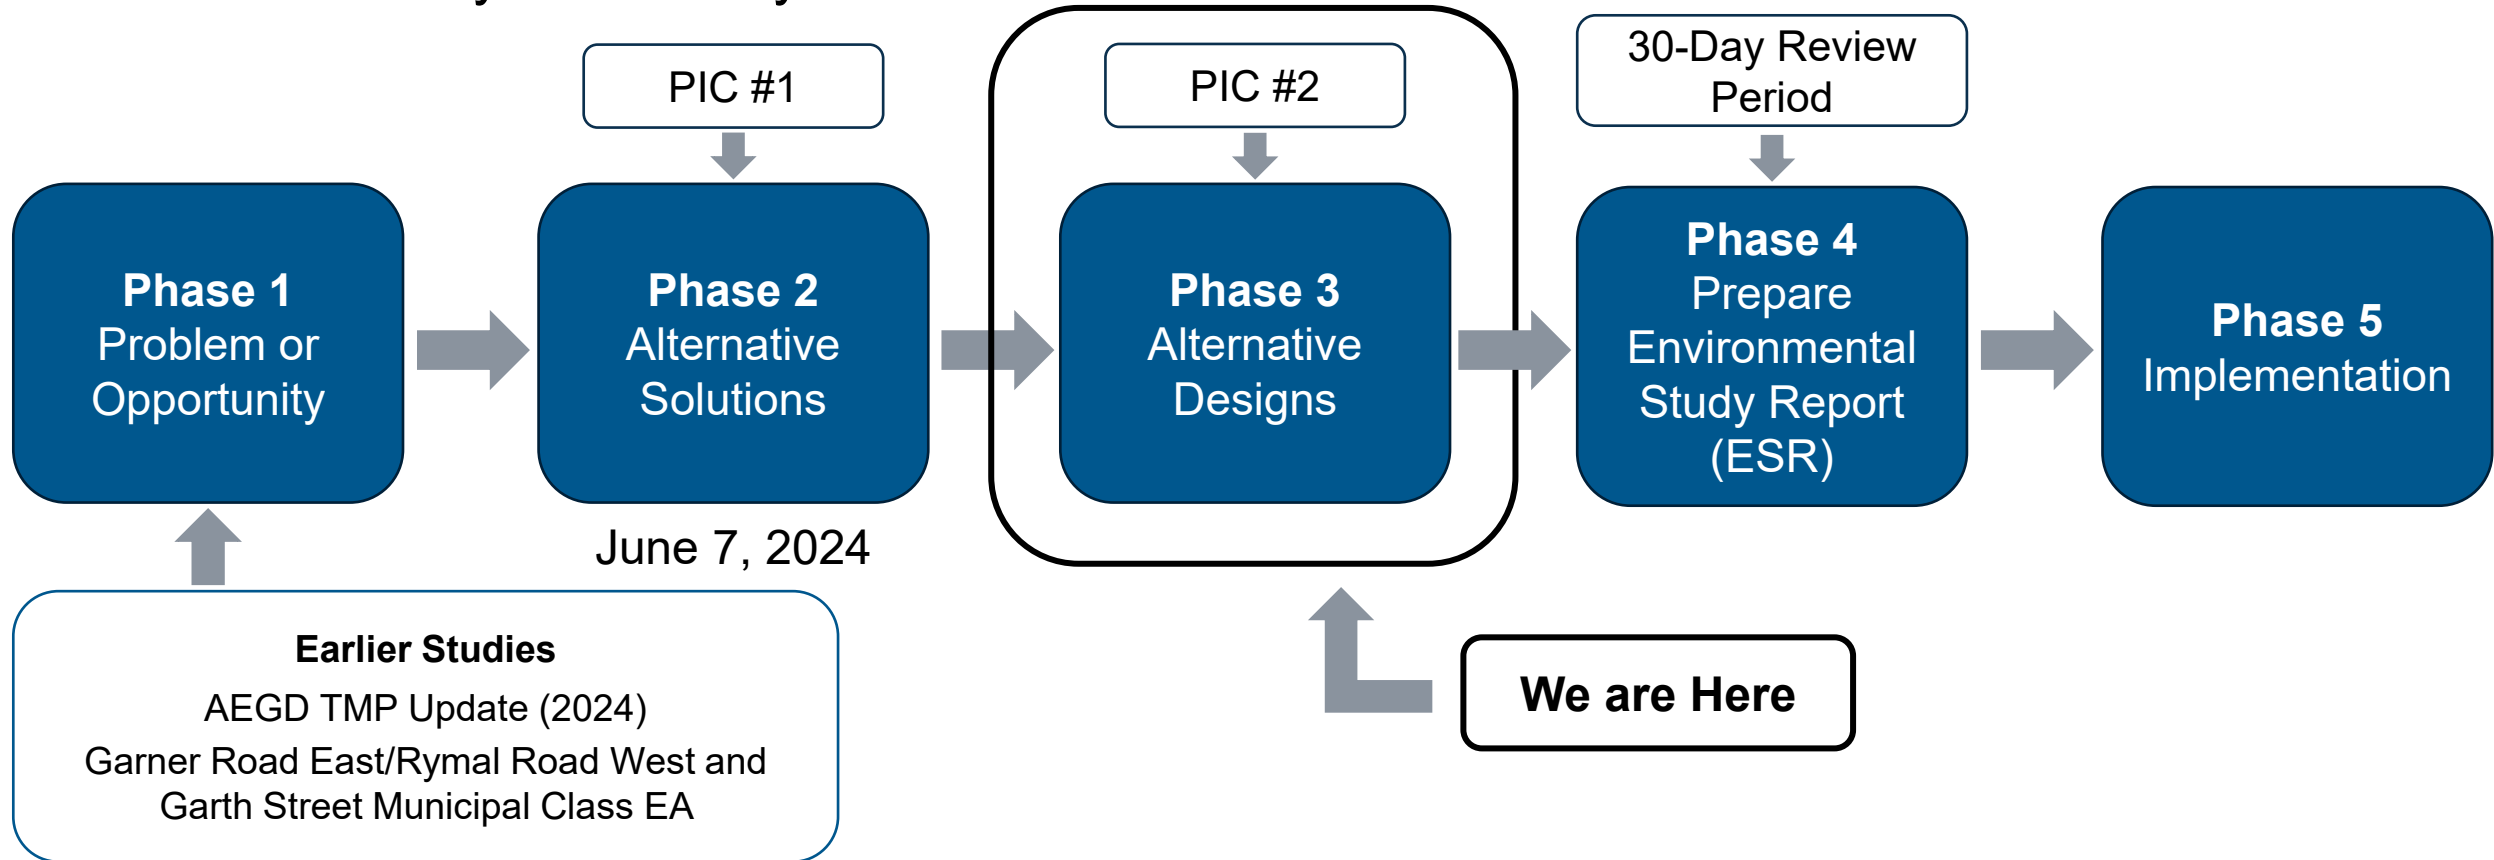 PIC #1
PIC #2
30-Day Review
Period
Phase 1
Problem or
Opportunity
Phase 2
Alternative
Solutions
Phase 3
Alternative
Designs
Phase 4
Prepare
Environmental
Study Report
(ESR)
Phase 5
Implementation
June 7, 2024
Earlier Studies
AEGD TMP Update (2024)
Garner Road East/Rymal Road West and
Garth Street Municipal Class EA
We are Here